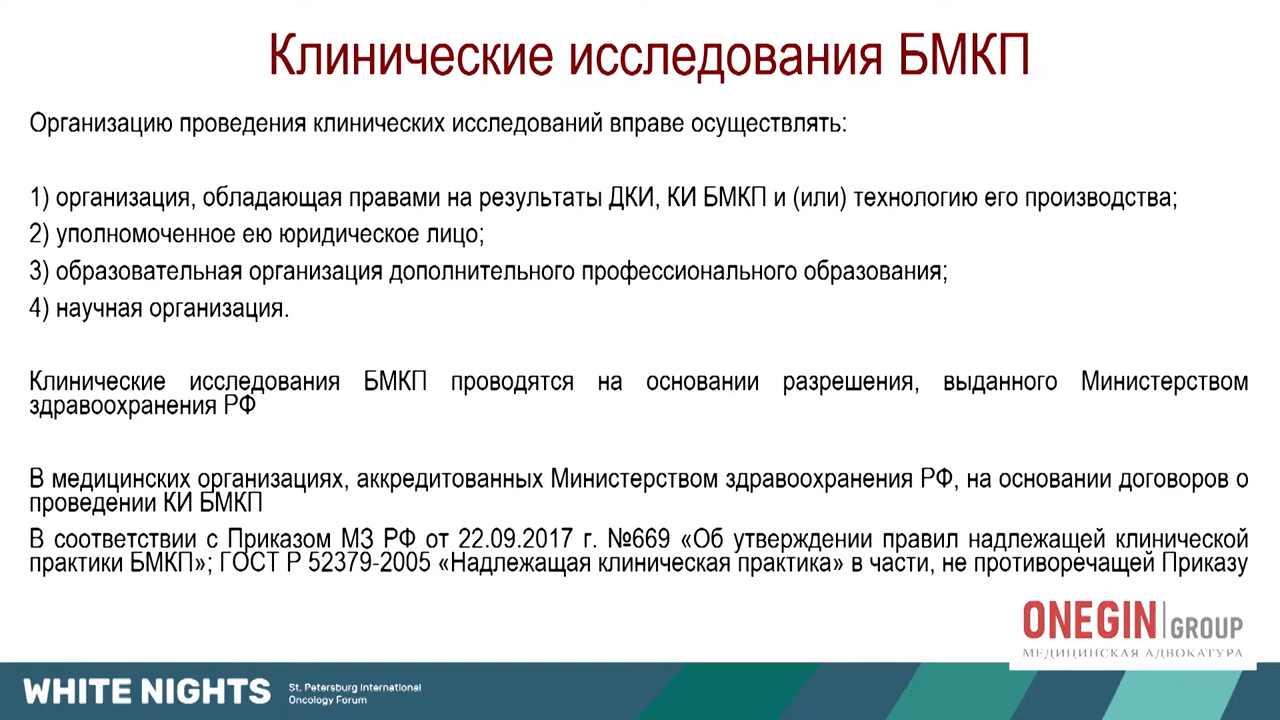 Клинические исследования БМКП
Организацию проведения клинических исследований вправе осуществлять:
1) организация, обладающая правами на результаты ДКИ, КИ БМКП и (или) технологию его производства;
2) уполномоченное ею юридическое лицо;
3) образовательная организация дополнительного профессионального образования;
4) научная организация.
Клинические исследования БМКП проводятся на основании разрешения, выданного Министерством
здравоохранения РФ
В медицинских организациях, аккредитованных Министерством здравоохранения РФ, на основании договоров о
проведении КИ БМКП
В соответствии с Приказом МЗ РФ от 22.09.2017 г. №669 «Об утверждении правил надлежащей клинической
практики БМКП»; ГОСТ Р 52379-2005 «Надлежащая клиническая практика» в части, не противоречащей Приказу
ONEGIN GROUP
МЕДИЦИНСКАЯ АДВОКАТУРА
WHITE NIGHTS
St. Petersburg International
Oncology Forum